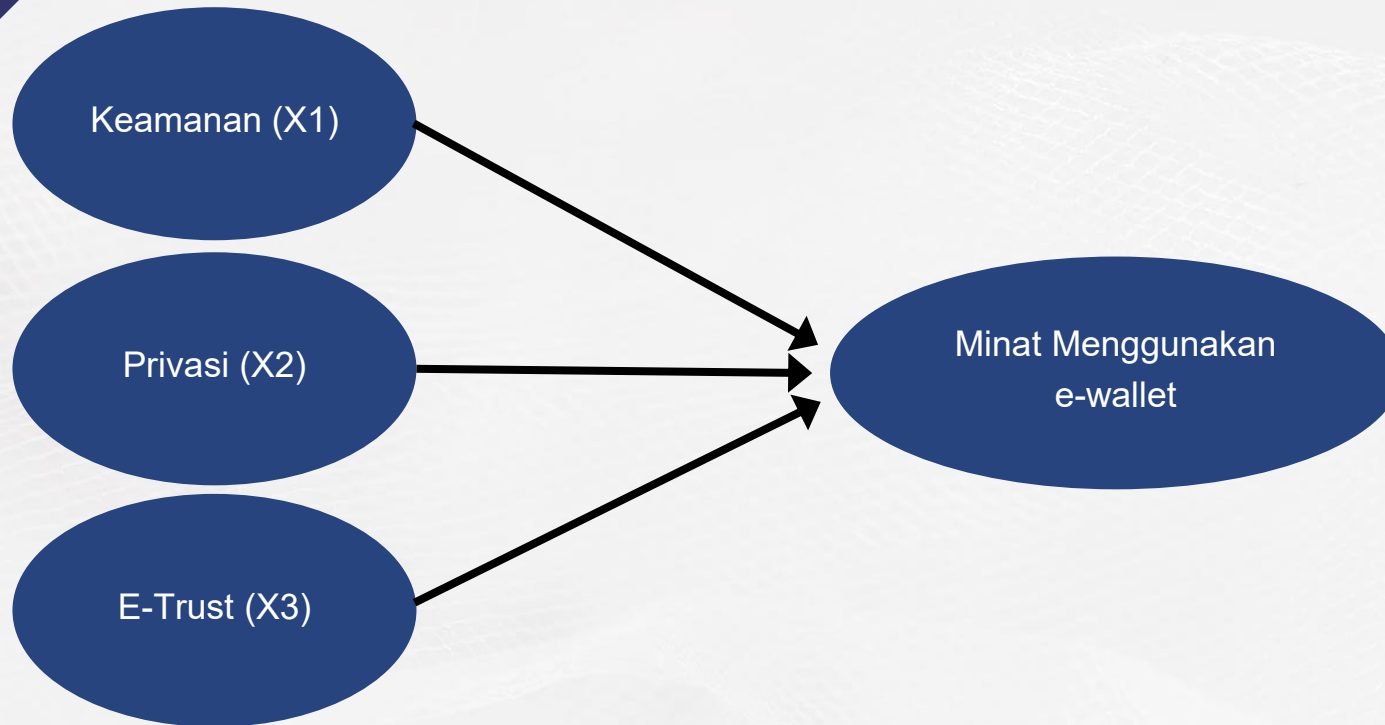 Keamanan (X1)
Privasi (X2)
E-Trust (X3)
Minat Menggunakan
e-wallet